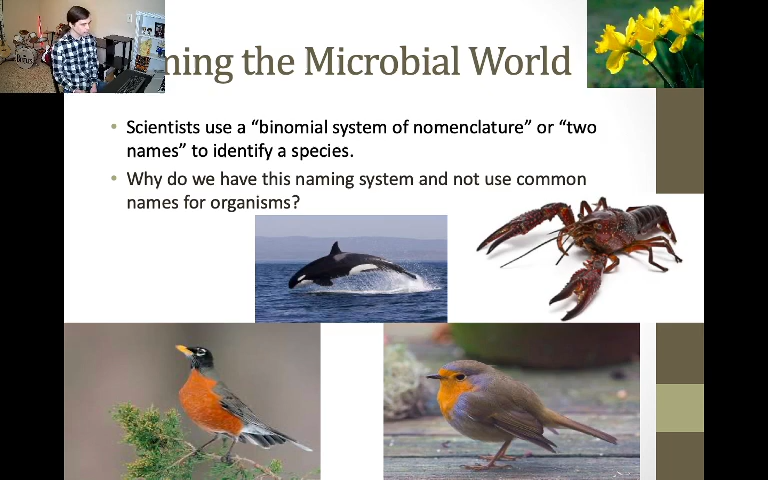 ning the Microbial World
• Scientists use a “binomial system of nomenclature” or “two
names” to identify a species.
• Why do we have this naming system and not use common
names for organisms?